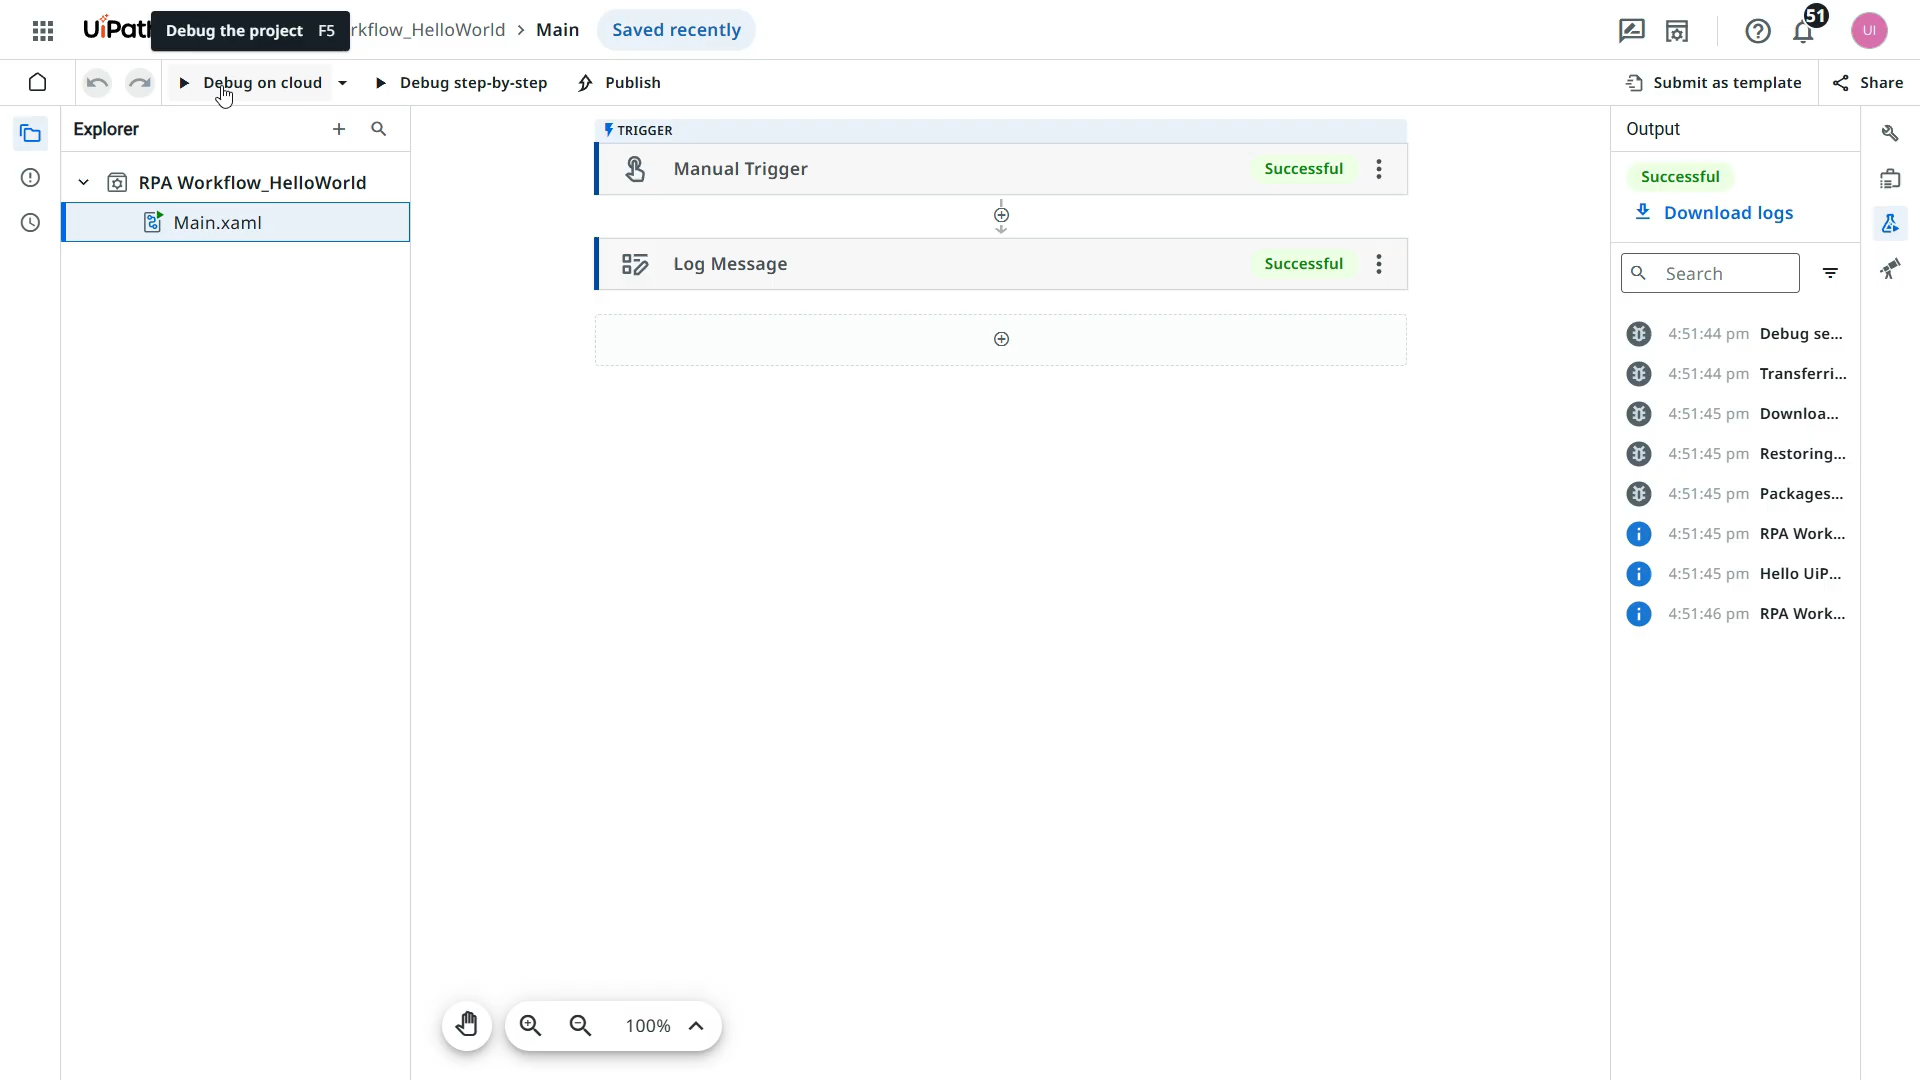 UiPath
Debug the project F5
rkflow_HelloWorld > Main
Saved recently
51
UI
Debug on cloud
Debug step-by-step
Publish
Submit as template
Share
Explorer
RPA Workflow_HelloWorld
Main.xaml
TRIGGER
Manual Trigger
Successful
Log Message
Successful
100%
Output
Successful
Download logs
Search
4:51:44 pm Debug se...
4:51:44 pm Transferri...
4:51:45 pm Downloa...
4:51:45 pm Restoring...
4:51:45 pm Packages...
4:51:45 pm RPA Work...
4:51:45 pm Hello UiP...
4:51:46 pm RPA Work...